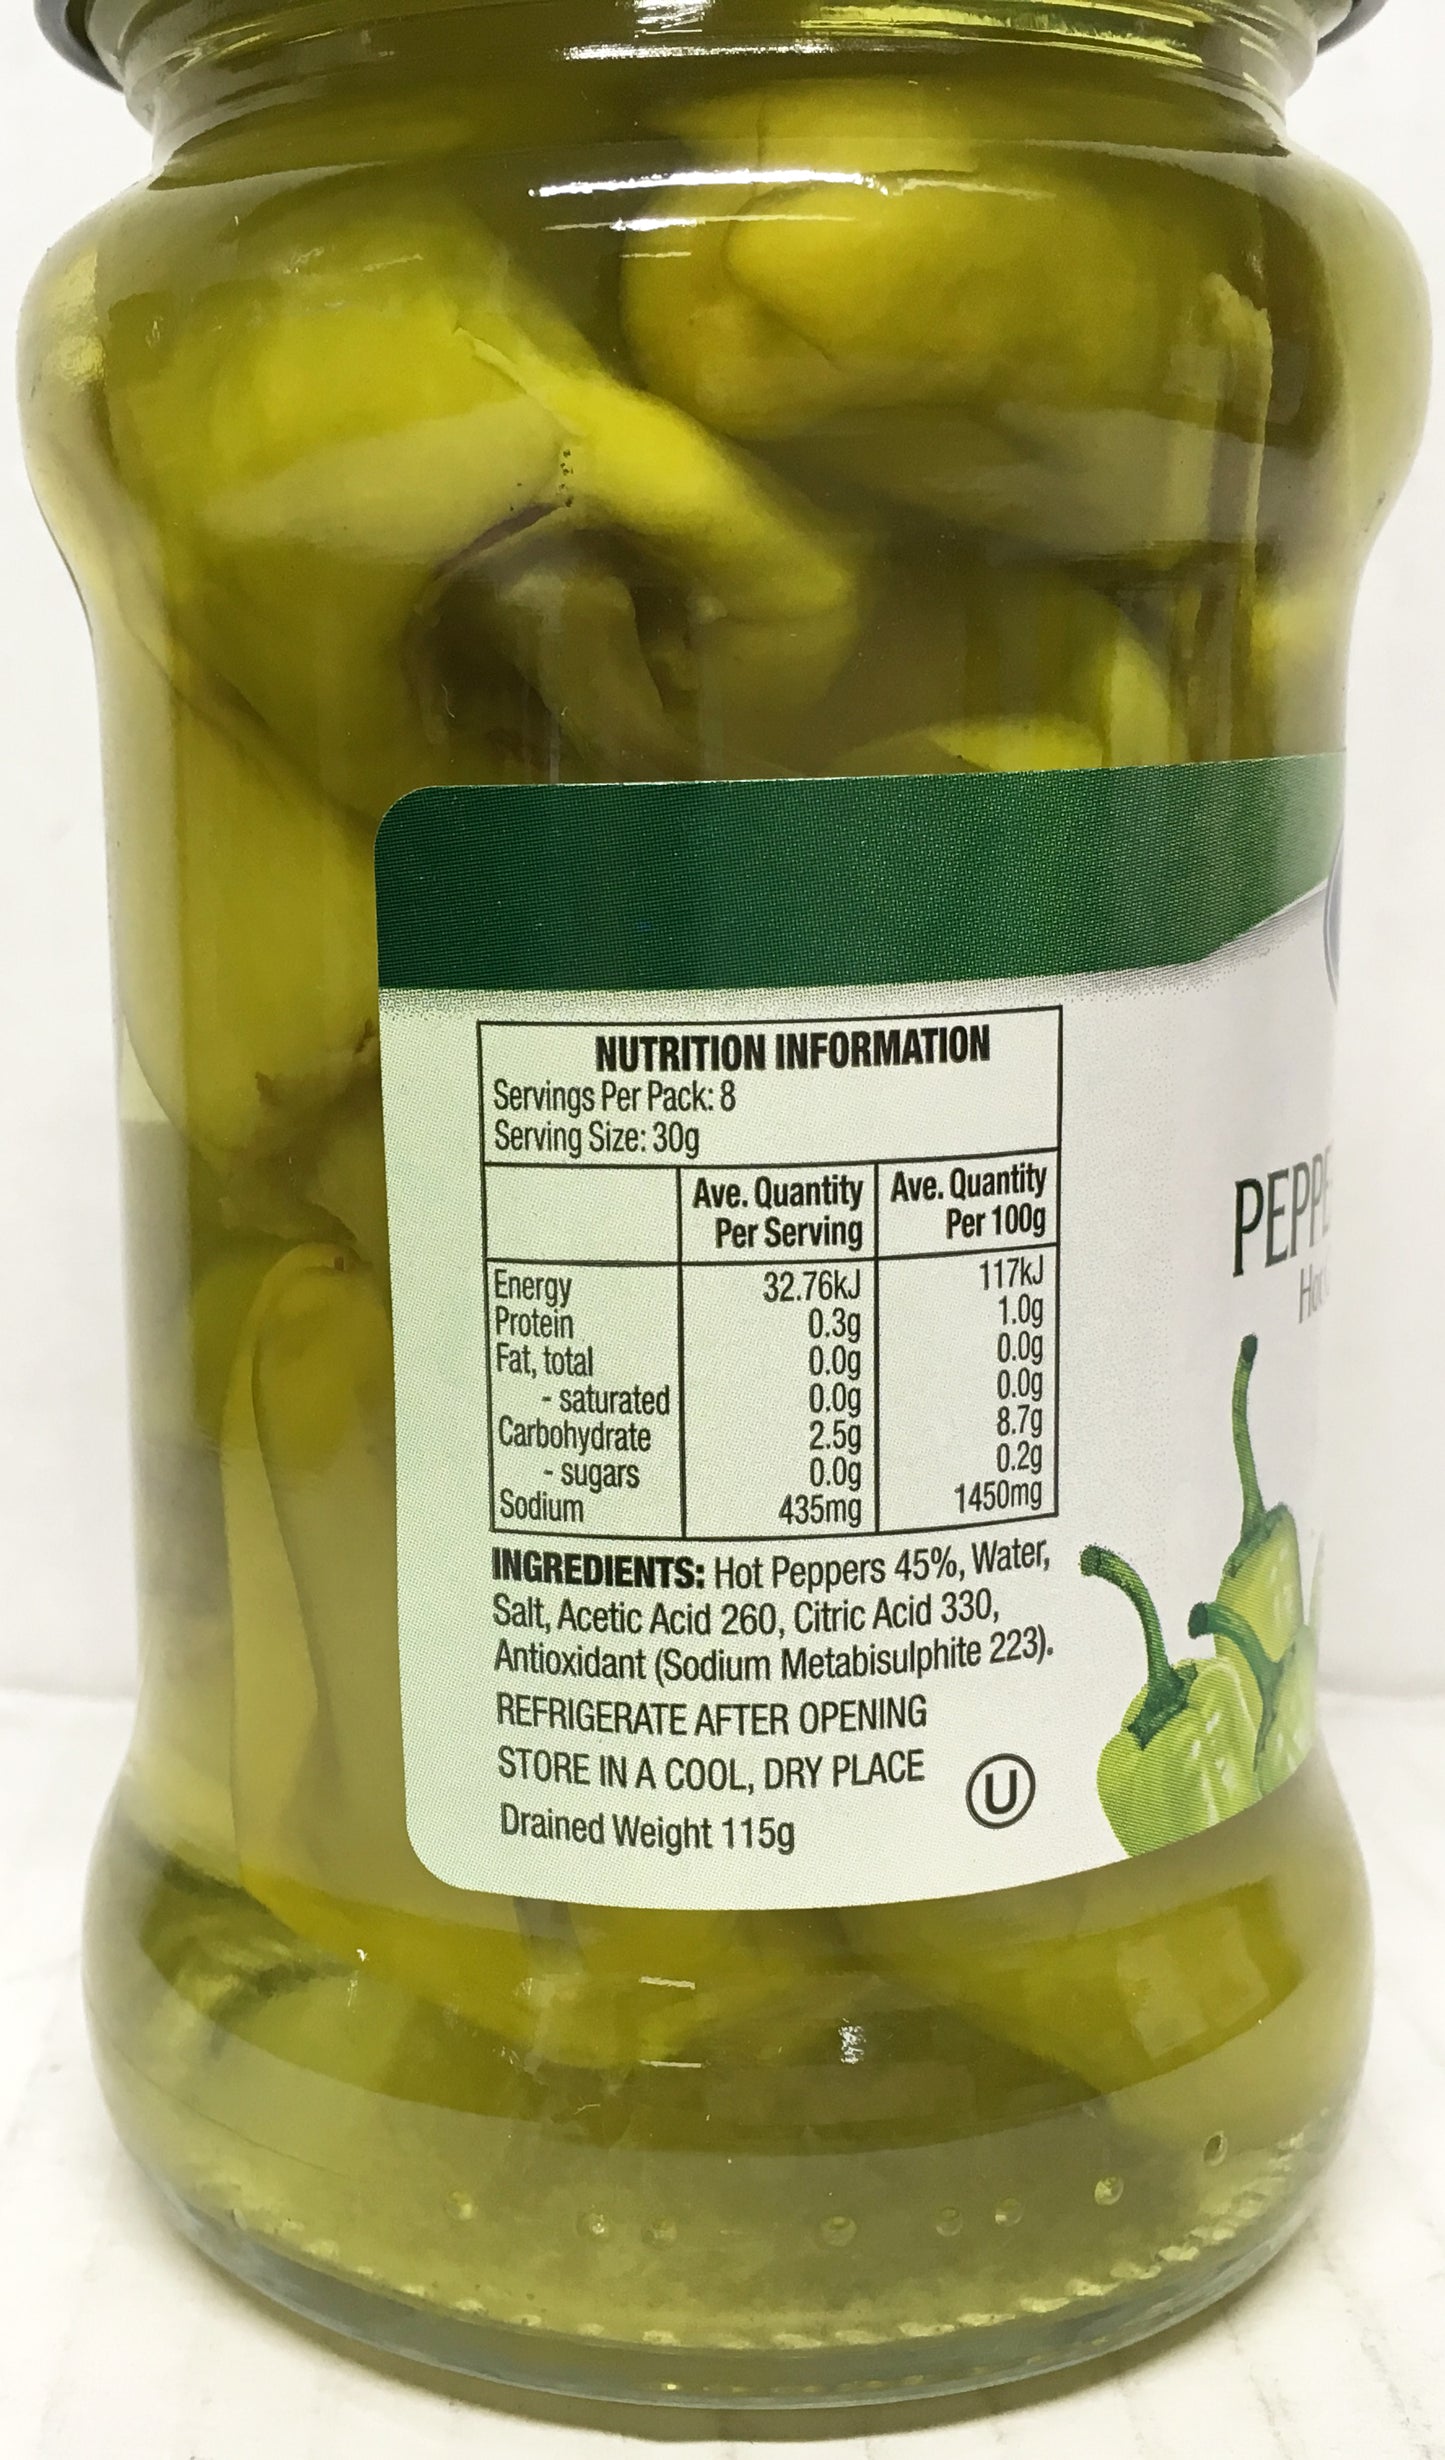 NUTRITION INFORMATION
Servings Per Pack: 8
Serving Size: 30g
Ave. Quantity Per Serving Ave. Quantity Per 100g
Energy 32.76kJ 117kJ
Protein 0.3g 1.0g
Fat, total 0.0g 0.0g
- saturated 0.0g 0.0g
Carbohydrate 2.5g 8.7g
- sugars 0.0g 0.2g
Sodium 435mg 1450mg
INGREDIENTS: Hot Peppers 45%, Water,
Salt, Acetic Acid 260, Citric Acid 330,
Antioxidant (Sodium Metabisulphite 223).
REFRIGERATE AFTER OPENING
STORE IN A COOL, DRY PLACE
U
Drained Weight 115g
PEPPE